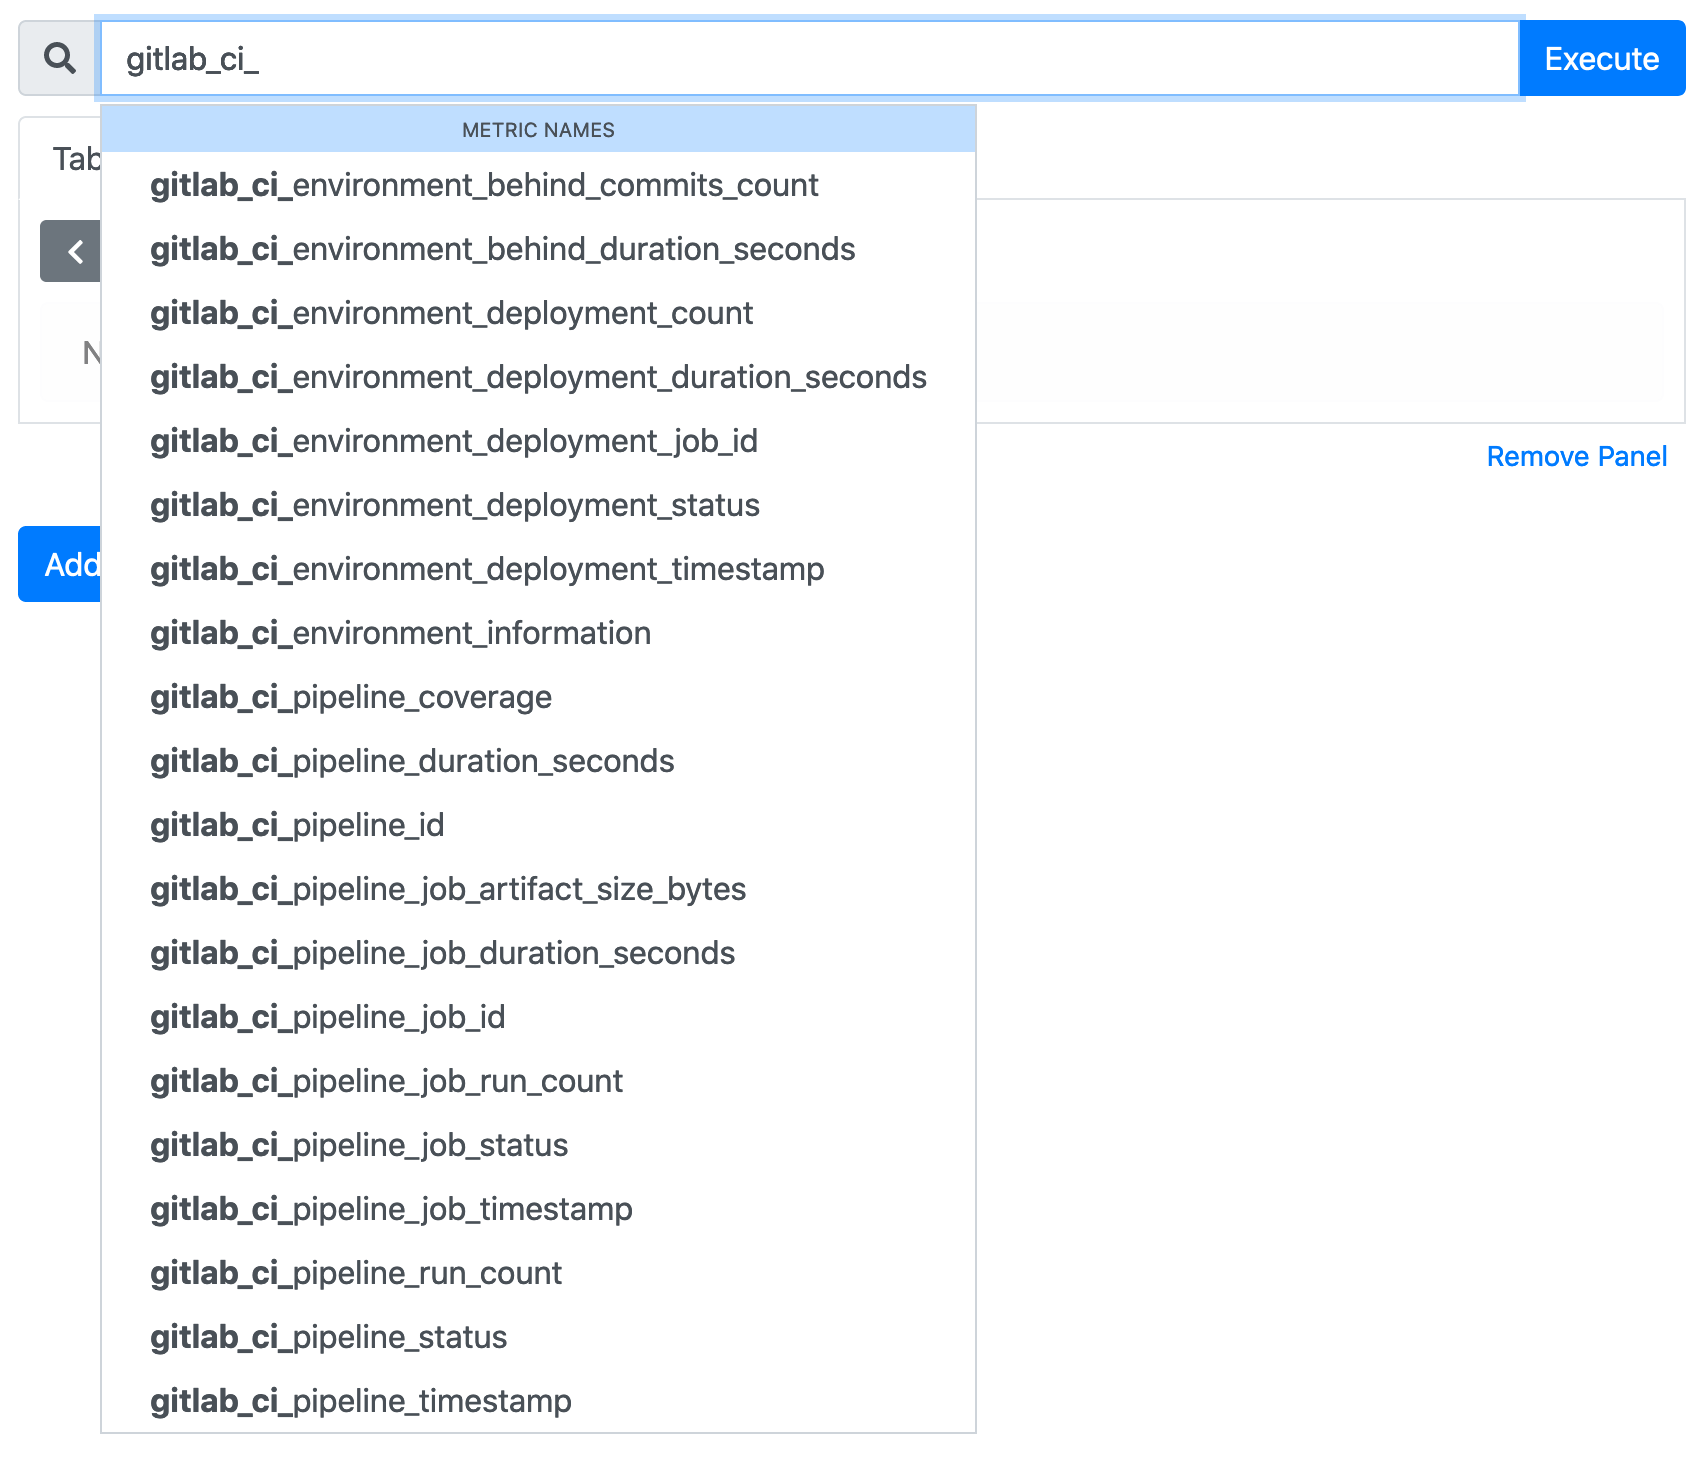 gitlab_ci_
Execute
METRIC NAMES
Tab
gitlab_ci_environment_behind_commits_count
gitlab_ci_environment_behind_duration_seconds
gitlab_ci_environment_deployment_count
gitlab_ci_environment_deployment_duration_seconds
gitlab_ci_environment_deployment_job_id
Remove Panel
gitlab_ci_environment_deployment_status
Add
gitlab_ci_environment_deployment_timestamp
gitlab_ci_environment_information
gitlab_ci_pipeline_coverage
gitlab_ci_pipeline_duration_seconds
gitlab_ci_pipeline_id
gitlab_ci_pipeline_job_artifact_size_bytes
gitlab_ci_pipeline_job_duration_seconds
gitlab_ci_pipeline_job_id
gitlab_ci_pipeline_job_run_count
gitlab_ci_pipeline_job_status
gitlab_ci_pipeline_job_timestamp
gitlab_ci_pipeline_run_count
gitlab_ci_pipeline_status
gitlab_ci_pipeline_timestamp